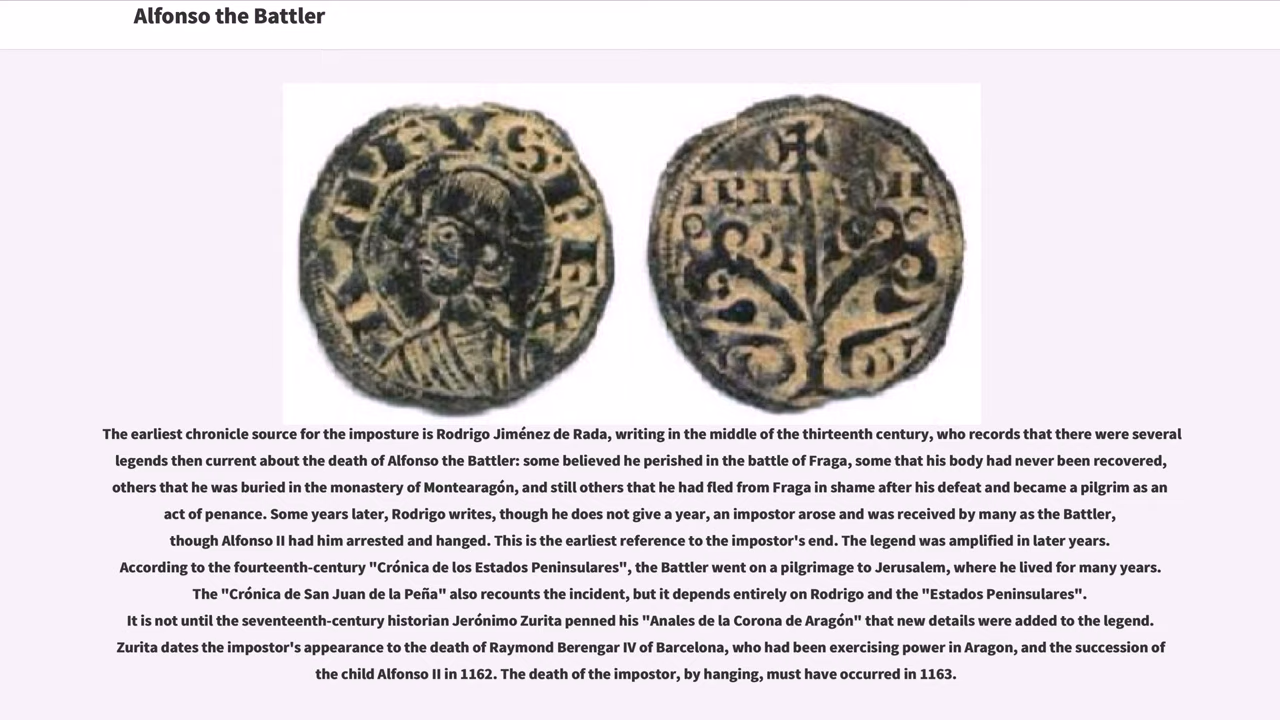 Alfonso the Battler
The earliest chronicle source for the imposture is Rodrigo Jiménez de Rada, writing in the middle of the thirteenth century, who records that there were several
legends then current about the death of Alfonso the Battler: some believed he perished in the battle of Fraga, some that his body had never been recovered,
others that he was buried in the monastery of Montearagón, and still others that he had fled from Fraga in shame after his defeat and became a pilgrim as an
act of penance. Some years later, Rodrigo writes, though he does not give a year, an impostor arose and was received by many as the Battler,
though Alfonso II had him arrested and hanged. This is the earliest reference to the impostor's end. The legend was amplified in later years.
According to the fourteenth-century "Crónica de los Estados Peninsulares", the Battler went on a pilgrimage to Jerusalem, where he lived for many years.
The "Crónica de San Juan de la Peña" also recounts the incident, but it depends entirely on Rodrigo and the "Estados Peninsulares".
It is not until the seventeenth-century historian Jerónimo Zurita penned his "Anales de la Corona de Aragón" that new details were added to the legend.
Zurita dates the impostor's appearance to the death of Raymond Berengar IV of Barcelona, who had been exercising power in Aragon, and the succession of
the child Alfonso II in 1162. The death of the impostor, by hanging, must have occurred in 1163.